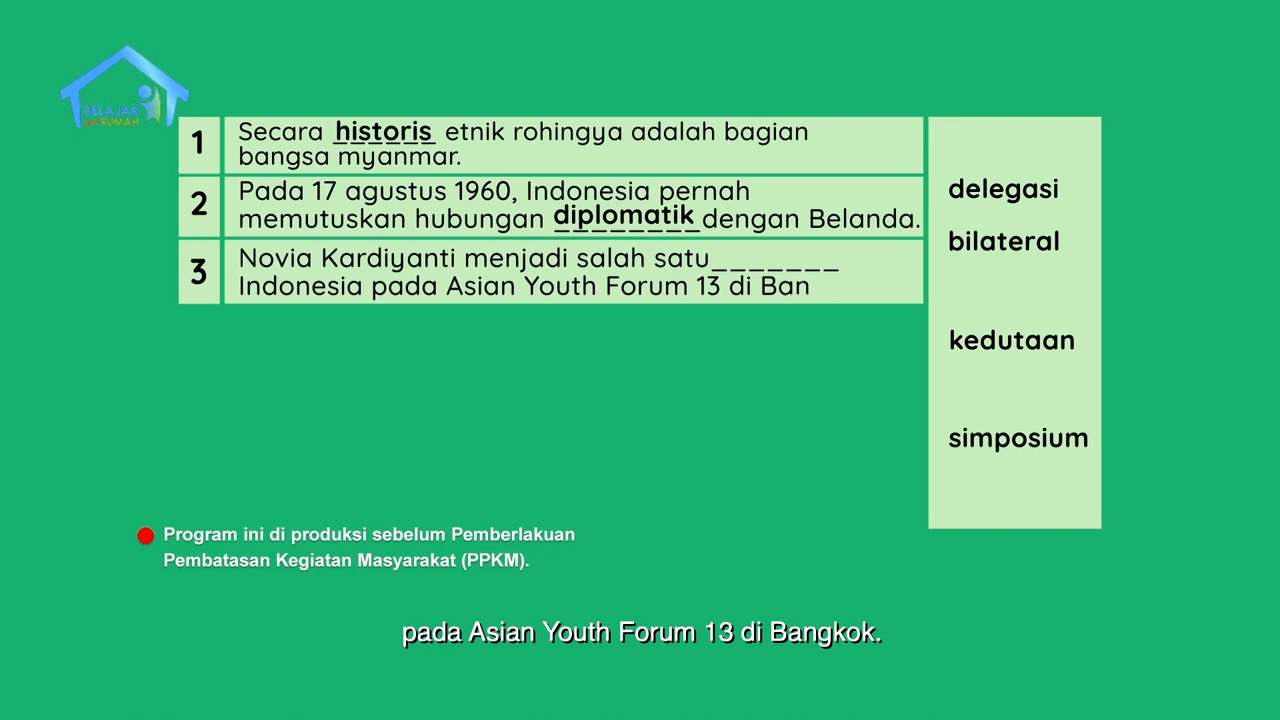 BELAJAR
RUMAH
1
Secara historis etnik rohingya adalah bagian
bangsa myanmar.
2
Pada 17 agustus 1960, Indonesia pernah
memutuskan hubungan diplomatik dengan Belanda.
3
Novia Kardiyanti menjadi salah satu_______
Indonesia pada Asian Youth Forum 13 di Ban
delegasi
bilateral
kedutaan
simposium
Program ini di produksi sebelum Pemberlakuan
Pembatasan Kegiatan Masyarakat (PPKM).
pada Asian Youth Forum 13 di Bangkok.